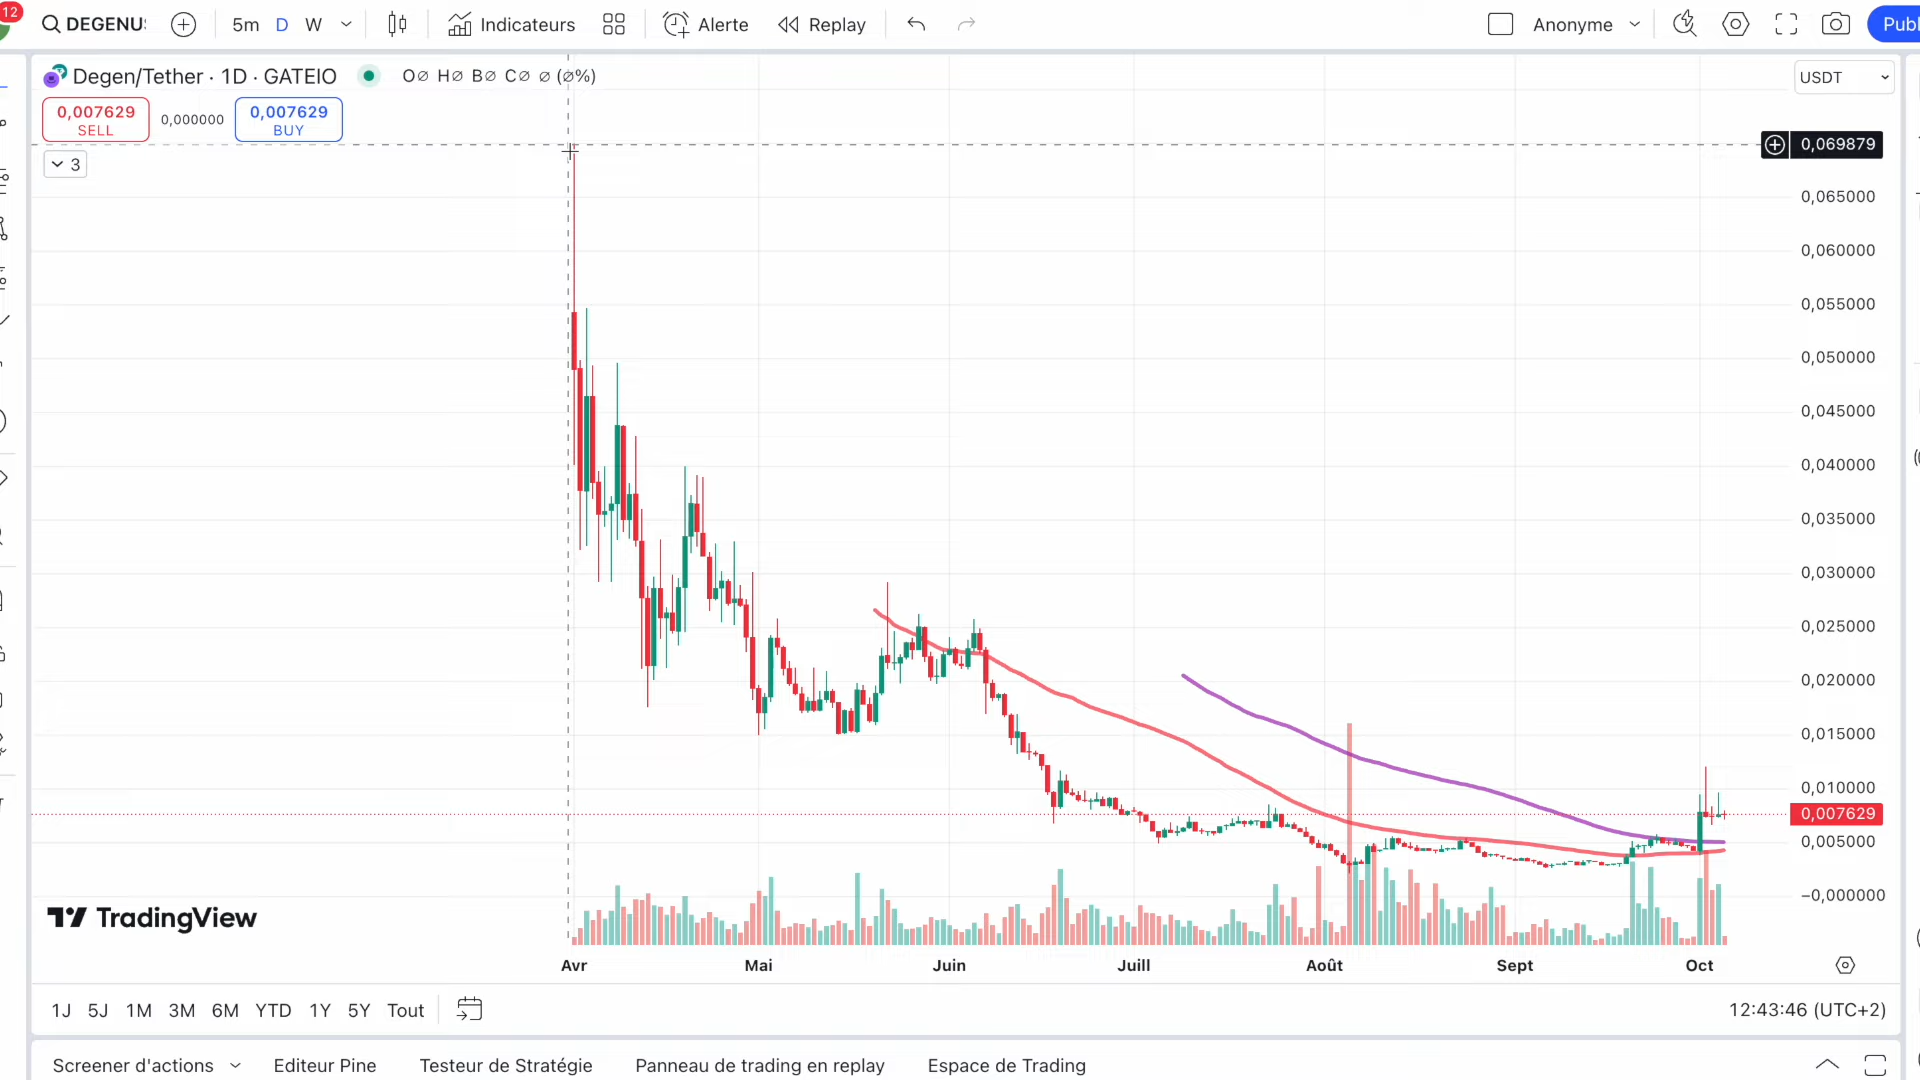 12
DEGENU
5m D W Indicateurs Alerte Replay Anonyme Publ
Degen/Tether · 1D · GATEIO O∅ H∅ B∅ C∅ ∅ (∅%)
USDT
0,007629 SELL
0,000000
0,007629 BUY
3
0,069879
0,065000
0,060000
0,055000
0,050000
0,045000
0,040000
0,035000
0,030000
0,025000
0,020000
0,015000
0,010000
0,007629
0,005000
−0,000000
TradingView
Avr Mai Juin Juill Août Sept Oct
1J 5J 1M 3M 6M YTD 1Y 5Y Tout
12:43:46 (UTC+2)
Screener d'actions Editeur Pine Testeur de Stratégie Panneau de trading en replay Espace de Trading